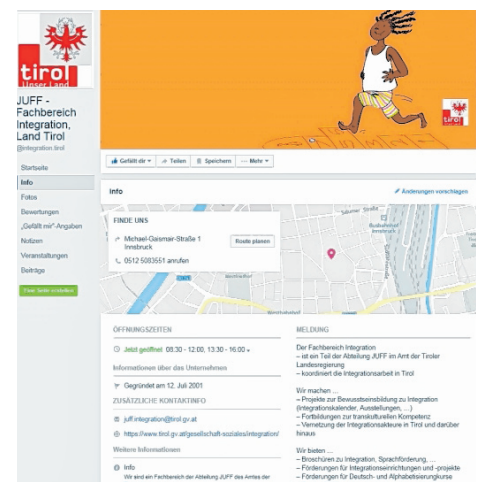 tirol
Unser Land
JUFF -
Fachbereich
Integration,
Land Tirol
@integration.tirol
Startseite
Info
Fotos
Bewertungen
„Gefällt mir"-Angaben
Notizen
Veranstaltungen
Beiträge
Eine Seite erstellen
tirol
Gefällt dir
Teilen
Speichern
Mehr
Info
Änderungen vorschlagen
FINDE UNS
Michael-Gaismair-Straße 1
Innsbruck
Route planen
0512 5083551 anrufen
Innsbruck
ÖFFNUNGSZEITEN
Jetzt geöffnet 08:30 - 12:00, 13:30 - 16:00
Informationen über das Unternehmen
Gegründet am 12. Juli 2001
ZUSÄTZLICHE KONTAKTINFO
juff.integration@tirol.gv.at
https://www.tirol.gv.at/gesellschaft-soziales/integration/
Weitere Informationen
Info
Wir sind ein Fachbereich der Abteilung JUFF des Amtes der
MELDUNG
Der Fachbereich Integration
– ist ein Teil der Abteilung JUFF im Amt der Tiroler
Landesregierung
– koordiniert die Integrationsarbeit in Tirol
Wir machen ...
– Projekte zur Bewusstseinsbildung zu Integration
(Integrationskalender, Ausstellungen, ...)
– Fortbildungen zur transkulturellen Kompetenz
– Vernetzung der Integrationsakteure in Tirol und darüber
hinaus
Wir bieten ...
– Broschüren zu Integration, Sprachförderung, ...
– Förderungen für Integrationseinrichtungen und -projekte
– Förderungen für Deutsch- und Alphabetisierungskurse